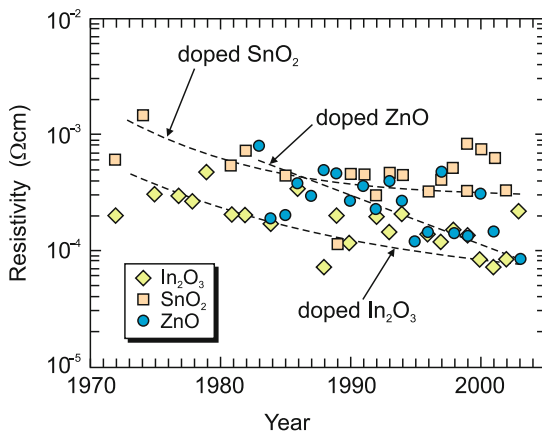 10⁻²
doped SnO₂
10⁻³
doped ZnO
Resistivity (Ωcm)
10⁻⁴
In₂O₃
SnO₂
ZnO
doped In₂O₃
10⁻⁵
1970 1980 1990 2000
Year